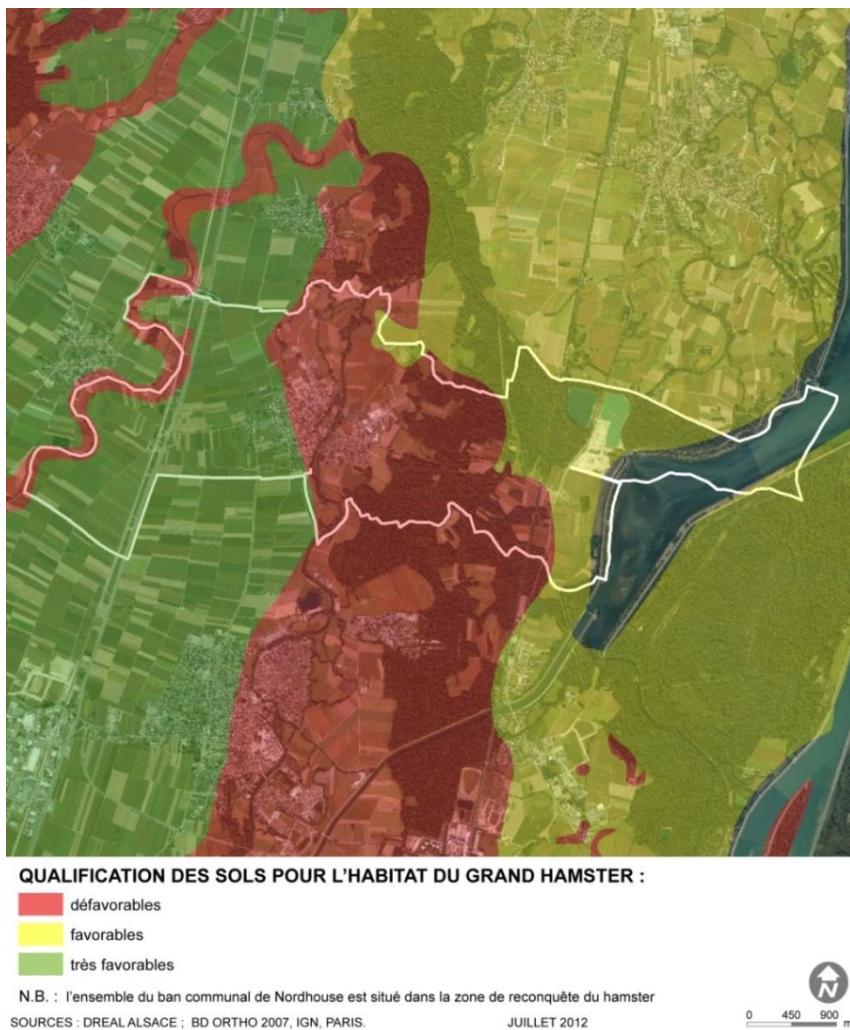 QUALIFICATION DES SOLS POUR L'HABITAT DU GRAND HAMSTER :
défavorables
favorables
très favorables
N.B. : l'ensemble du ban communal de Nordhouse est situé dans la zone de reconquête du hamster
N
SOURCES : DREAL ALSACE ; BD ORTHO 2007, IGN, PARIS. JUILLET 2012 0 450 900 m